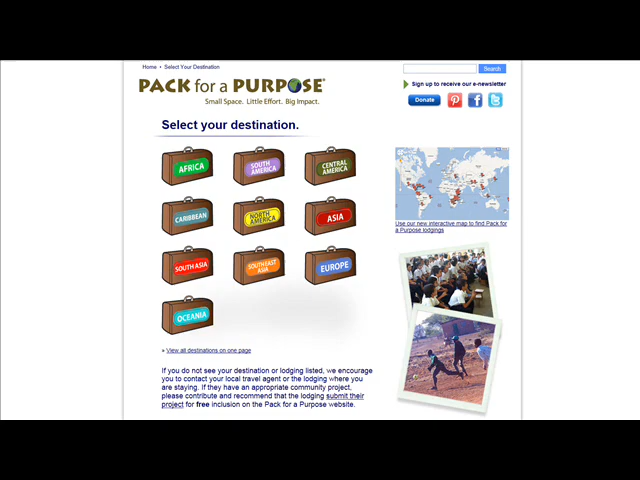 Home • Select Your Destination
Search
PACK for a PURPOSE®
Small Space. Little Effort. Big Impact.
Sign up to receive our e-newsletter
Donate
Select your destination.
AFRICA
SOUTH
AMERICA
CENTRAL
AMERICA
CARIBBEAN
NORTH
AMERICA
ASIA
SOUTH ASIA
SOUTHEAST
ASIA
EUROPE
OCEANIA
Use our new interactive map to find Pack for
a Purpose lodgings
» View all destinations on one page
If you do not see your destination or lodging listed, we encourage
you to contact your local travel agent or the lodging where you
are staying. If they have an appropriate community project,
please contribute and recommend that the lodging submit their
project for free inclusion on the Pack for a Purpose website.